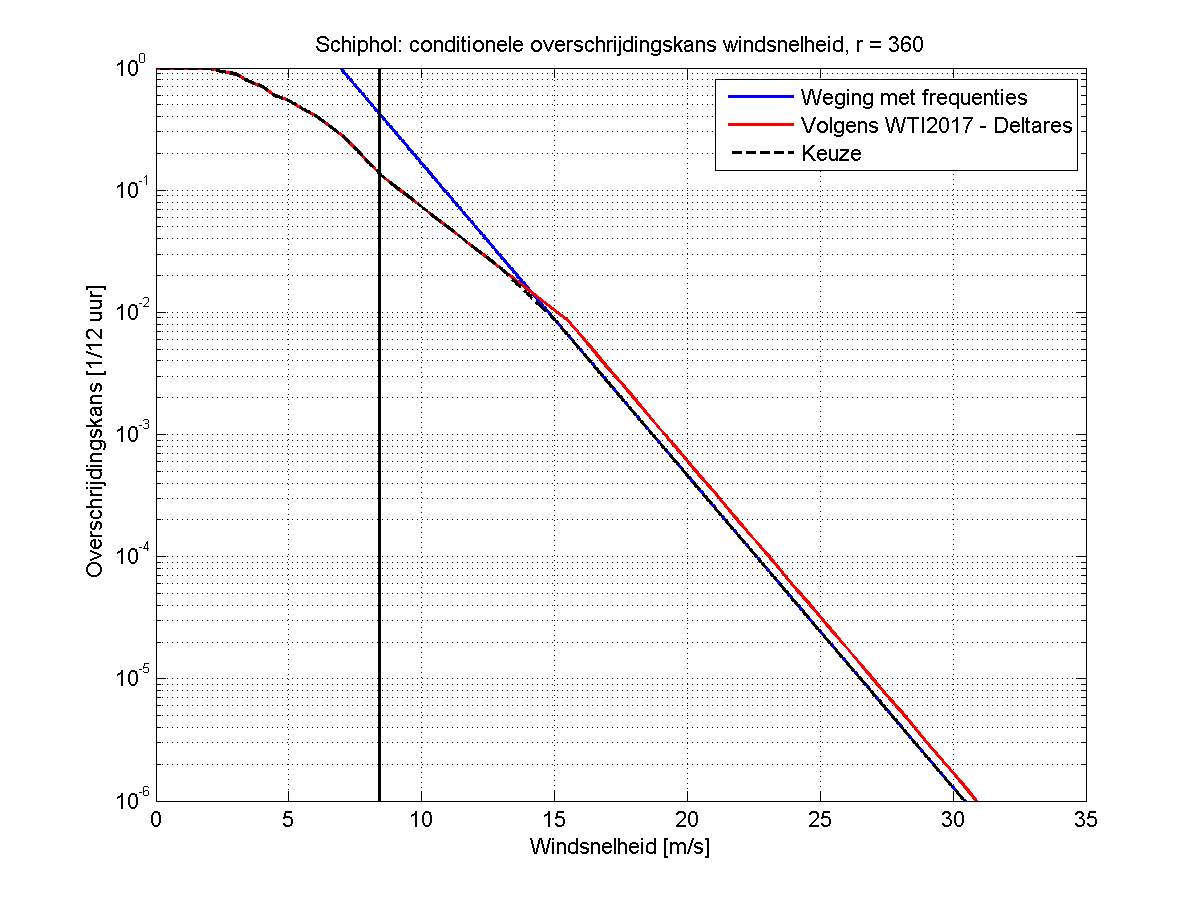 Schiphol: conditionele overschrijdingskans windsnelheid, r = 360
Weging met frequenties
Volgens WTI2017 - Deltares
Keuze
Overschrijdingskans [1/12 uur]
10^0
10^-1
10^-2
10^-3
10^-4
10^-5
10^-6
0 5 10 15 20 25 30 35
Windsnelheid [m/s]